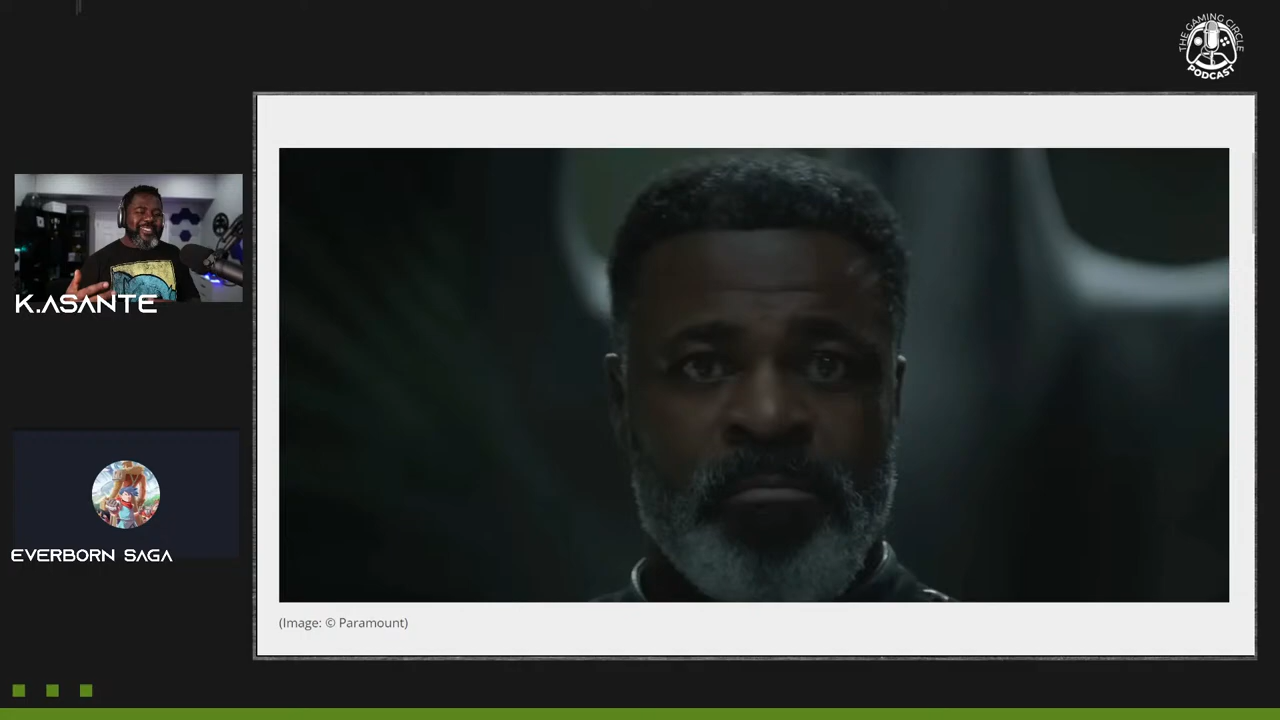 THE GAMING CIRCLE
PODCAST
K.ASANTE
EVERBORN SAGA
(Image: © Paramount)